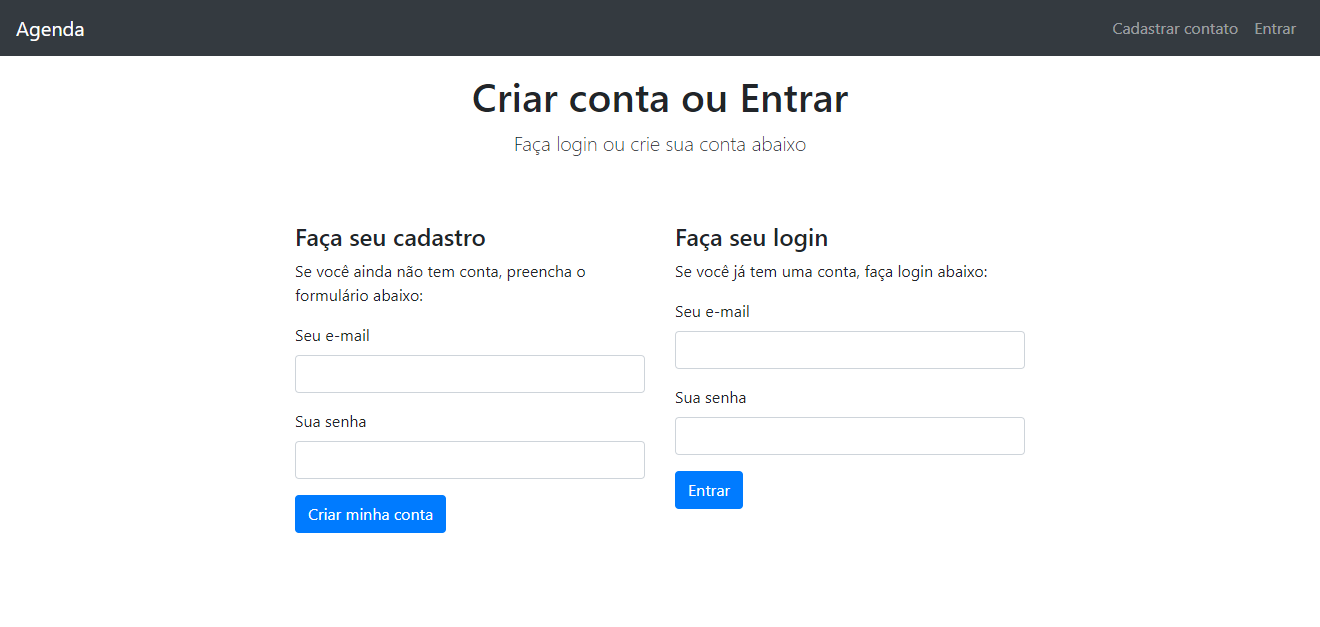 Agenda
Cadastrar contato
Entrar
Criar conta ou Entrar
Faça login ou crie sua conta abaixo
Faça seu cadastro
Se você ainda não tem conta, preencha o
formulário abaixo:
Seu e-mail
Sua senha
Criar minha conta
Faça seu login
Se você já tem uma conta, faça login abaixo:
Seu e-mail
Sua senha
Entrar